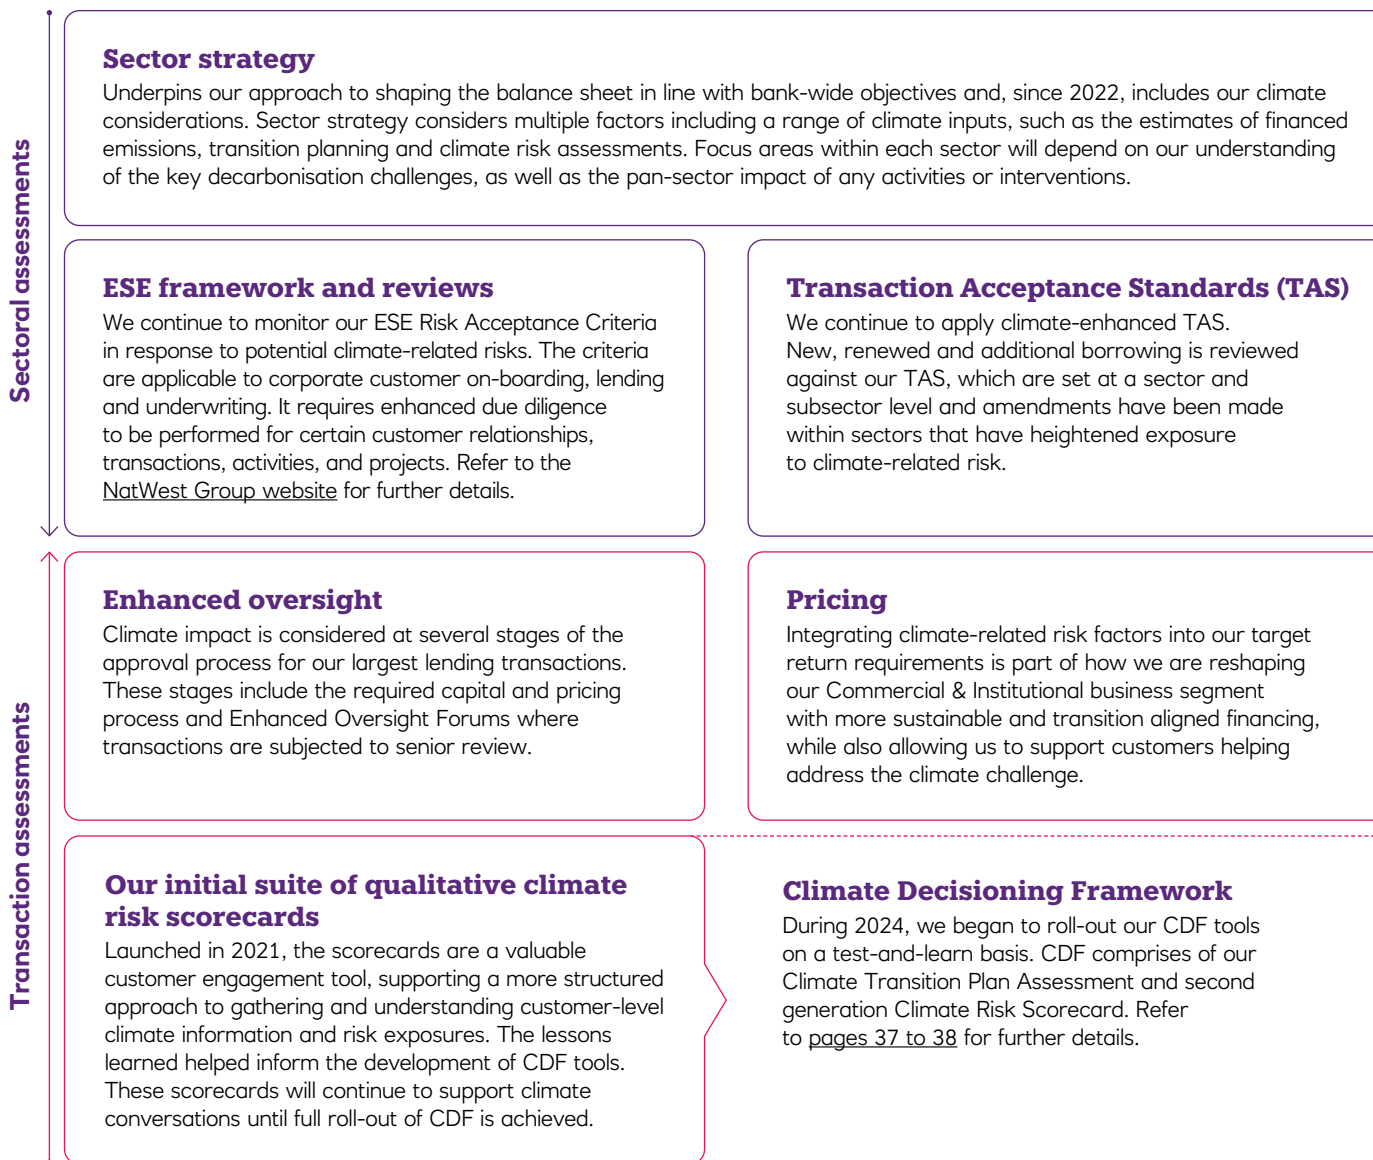 Sectoral assessments
Sector strategy
Underpins our approach to shaping the balance sheet in line with bank-wide objectives and, since 2022, includes our climate
considerations. Sector strategy considers multiple factors including a range of climate inputs, such as the estimates of financed
emissions, transition planning and climate risk assessments. Focus areas within each sector will depend on our understanding
of the key decarbonisation challenges, as well as the pan-sector impact of any activities or interventions.
ESE framework and reviews
We continue to monitor our ESE Risk Acceptance Criteria
in response to potential climate-related risks. The criteria
are applicable to corporate customer on-boarding, lending
and underwriting. It requires enhanced due diligence
to be performed for certain customer relationships,
transactions, activities, and projects. Refer to the
NatWest Group website for further details.
Transaction Acceptance Standards (TAS)
We continue to apply climate-enhanced TAS.
New, renewed and additional borrowing is reviewed
against our TAS, which are set at a sector and
subsector level and amendments have been made
within sectors that have heightened exposure
to climate-related risk.
Transaction assessments
Enhanced oversight
Climate impact is considered at several stages of the
approval process for our largest lending transactions.
These stages include the required capital and pricing
process and Enhanced Oversight Forums where
transactions are subjected to senior review.
Pricing
Integrating climate-related risk factors into our target
return requirements is part of how we are reshaping
our Commercial & Institutional business segment
with more sustainable and transition aligned financing,
while also allowing us to support customers helping
address the climate challenge.
Our initial suite of qualitative climate
risk scorecards
Launched in 2021, the scorecards are a valuable
customer engagement tool, supporting a more structured
approach to gathering and understanding customer-level
climate information and risk exposures. The lessons
learned helped inform the development of CDF tools.
These scorecards will continue to support climate
conversations until full roll-out of CDF is achieved.
Climate Decisioning Framework
During 2024, we began to roll-out our CDF tools
on a test-and-learn basis. CDF comprises of our
Climate Transition Plan Assessment and second
generation Climate Risk Scorecard. Refer
to pages 37 to 38 for further details.